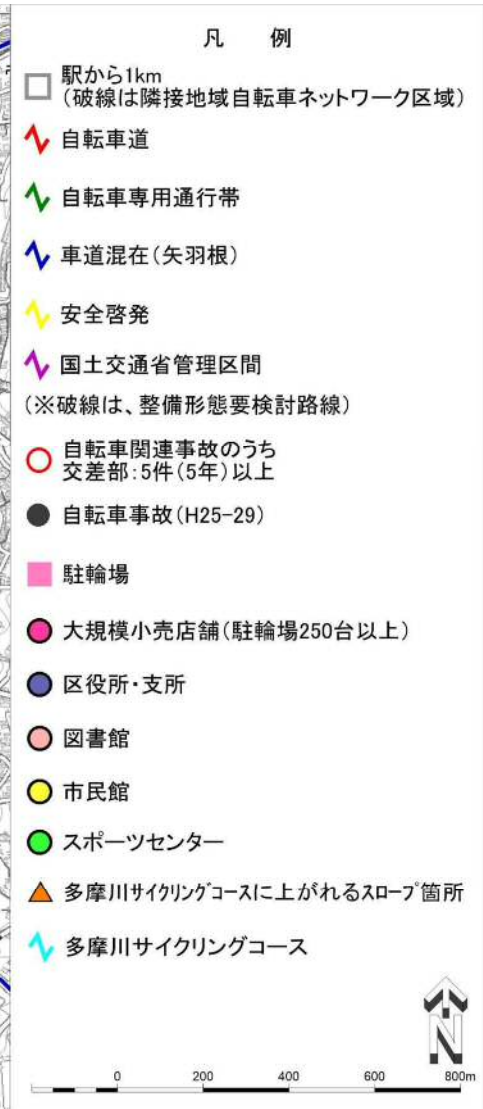 凡 例
駅から1km
(破線は隣接地域自転車ネットワーク区域)
自転車道
自転車専用通行帯
車道混在(矢羽根)
安全啓発
国土交通省管理区間
(※破線は、整備形態要検討路線)
自転車関連事故のうち
交差部:5件(5年)以上
自転車事故(H25-29)
駐輪場
大規模小売店舗(駐輪場250台以上)
区役所・支所
図書館
市民館
スポーツセンター
多摩川サイクリングコースに上がれるスロープ箇所
多摩川サイクリングコース
N
0 200 400 600 800m